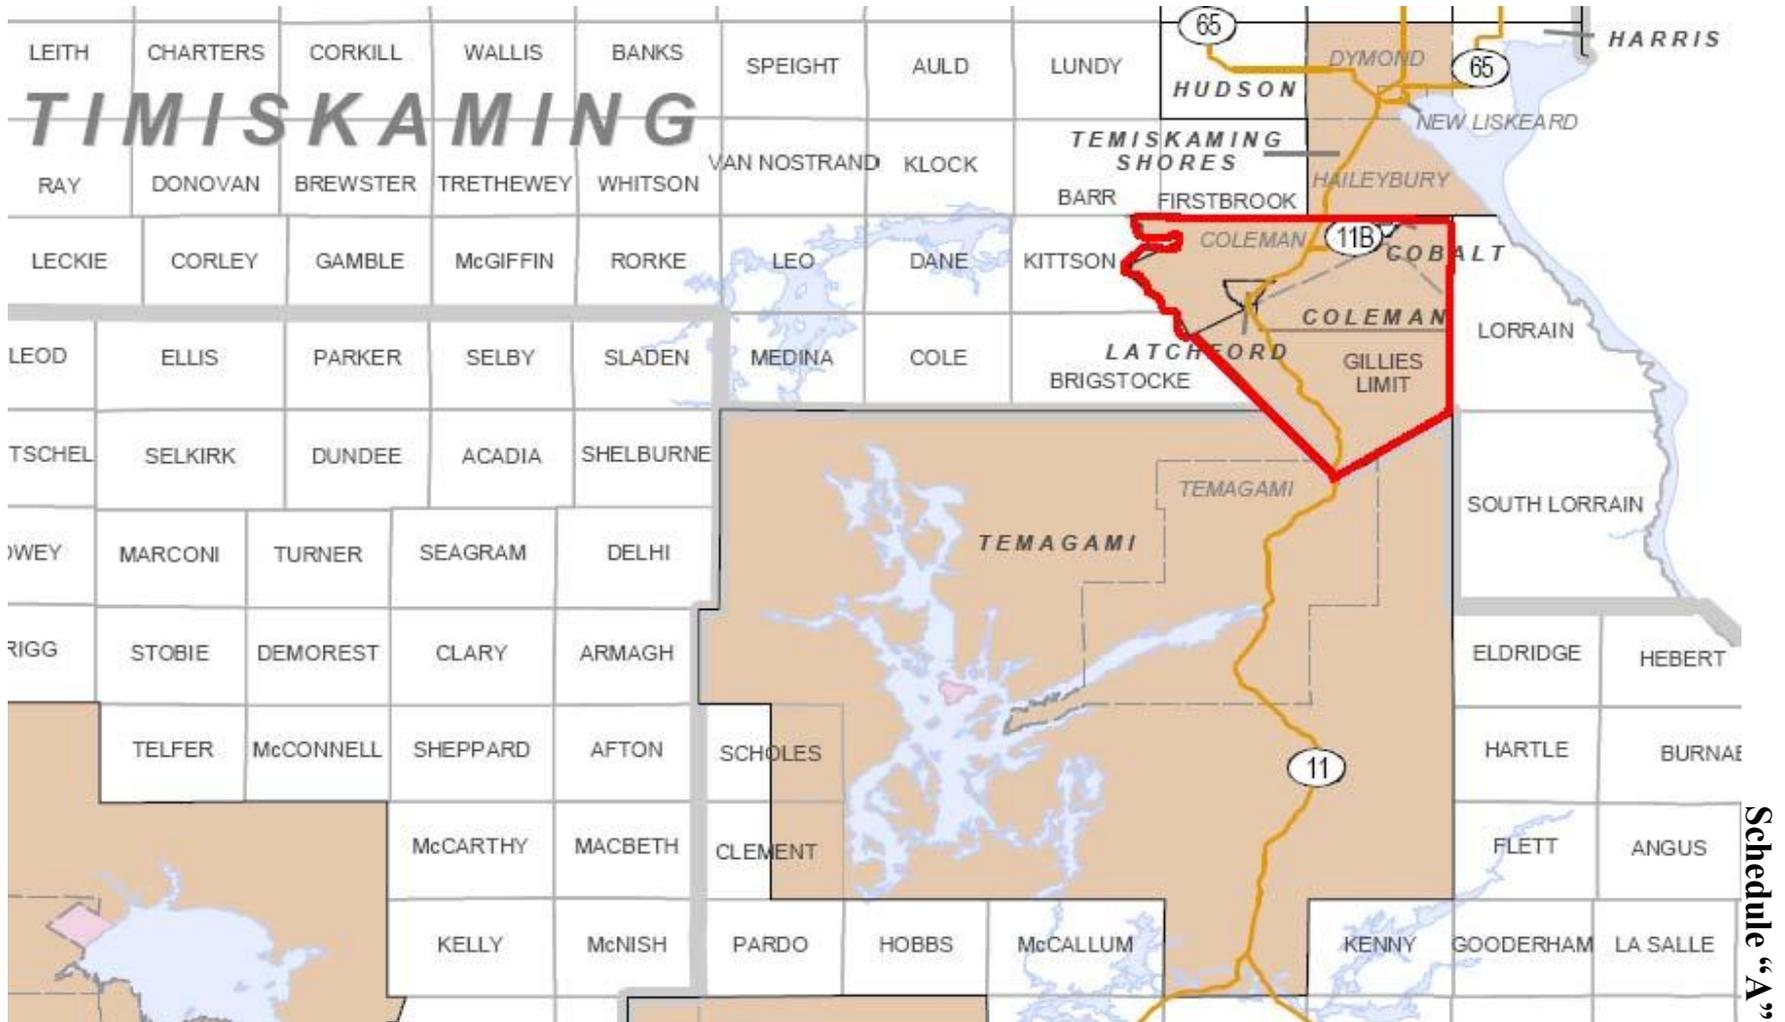 65
HARRIS
LEITH
CHARTERS
CORKILL
WALLIS
BANKS
SPEIGHT
AULD
LUNDY
DYMOND
65
HUDSON
TIMISKAMING
NEW LISKEARD
TEMISKAMING
SHORES
VAN NOSTRAND
KLOCK
RAY
DONOVAN
BREWSTER
TRETHEWEY
WHITSON
BARR
FIRSTBROOK
HAILEYBURY
LECKIE
CORLEY
GAMBLE
McGIFFIN
RORKE
LEO
DANE
KITTSON
COLEMAN
11B
COBALT
COLEMAN
LORRAIN
LEOD
ELLIS
PARKER
SELBY
SLADEN
MEDINA
COLE
LATCHFORD
BRIGSTOCKE
GILLIES
LIMIT
TSCHEL
SELKIRK
DUNDEE
ACADIA
SHELBURNE
TEMAGAMI
SOUTH LORRAIN
TEMAGAMI
OWEY
MARCONI
TURNER
SEAGRAM
DELHI
RIGG
STOBIE
DEMOREST
CLARY
ARMAGH
ELDRIDGE
HEBERT
TELFER
McCONNELL
SHEPPARD
AFTON
SCHOLES
11
HARTLE
BURNAB
McCARTHY
MACBETH
CLEMENT
FLETT
ANGUS
KELLY
McNISH
PARDO
HOBBS
McCALLUM
KENNY
GOODERHAM
LA SALLE
Schedule “A”